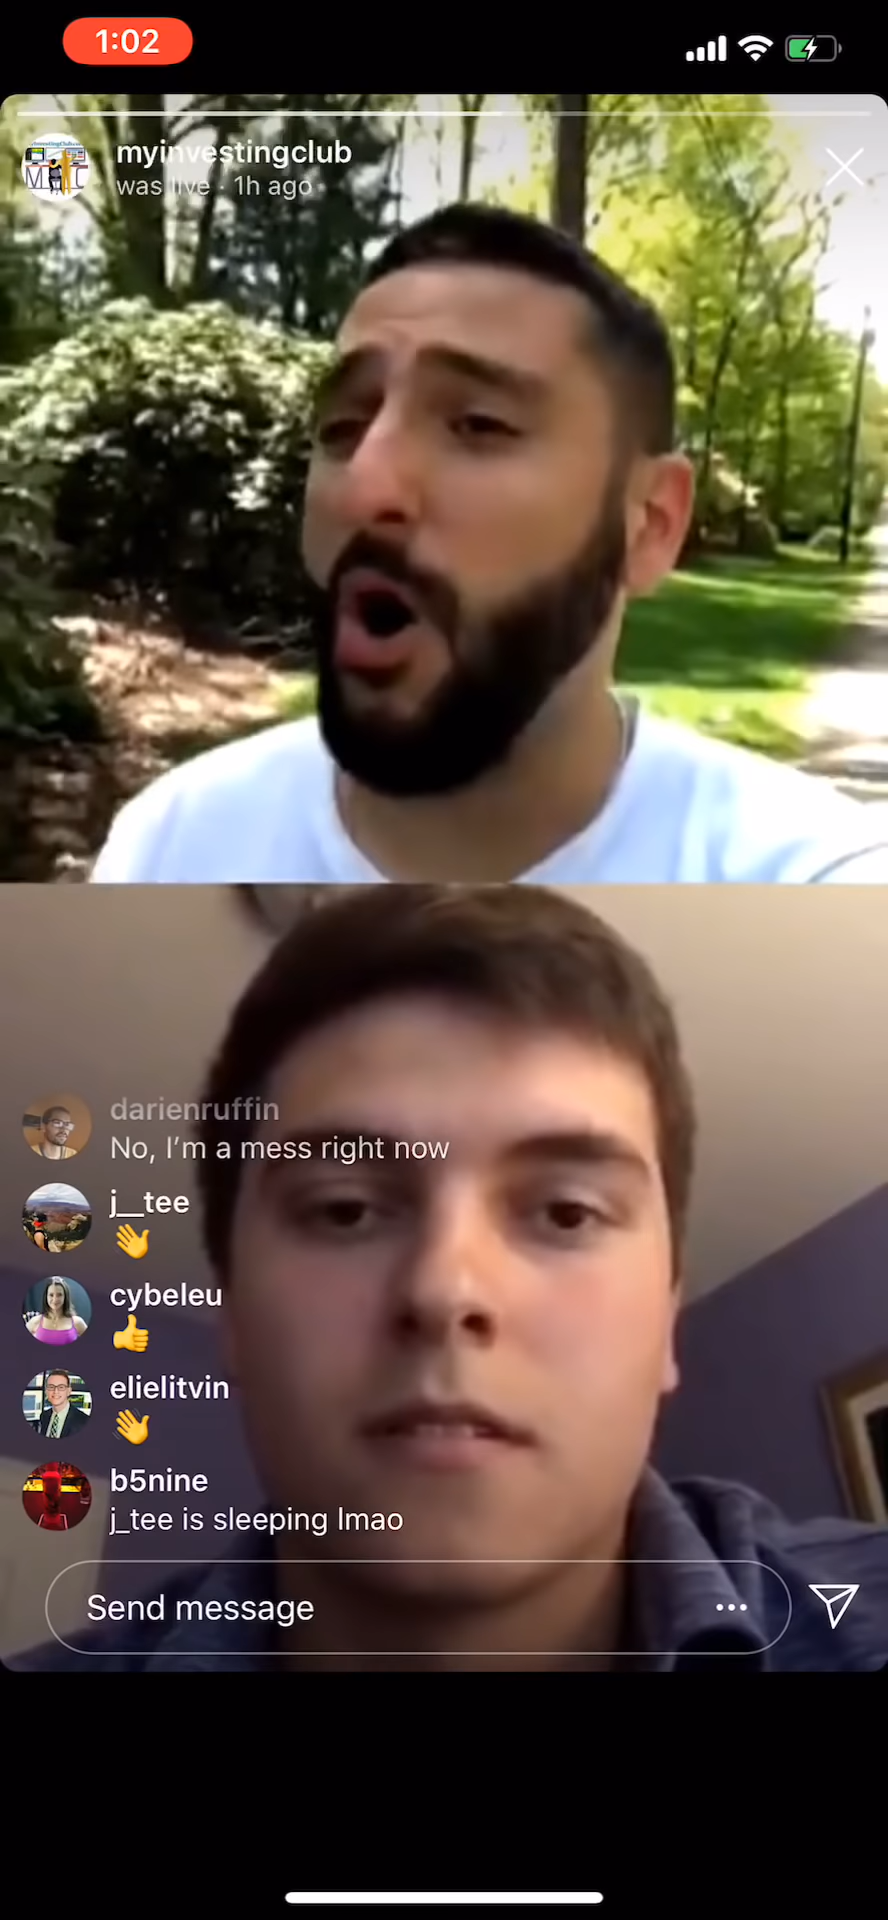 1:02
myinvestingclub
was live · 1h ago
darienruffin
No, I’m a mess right now
j__tee
👋
cybeleu
👍
elielitvin
👋
b5nine
j_tee is sleeping lmao
Send message